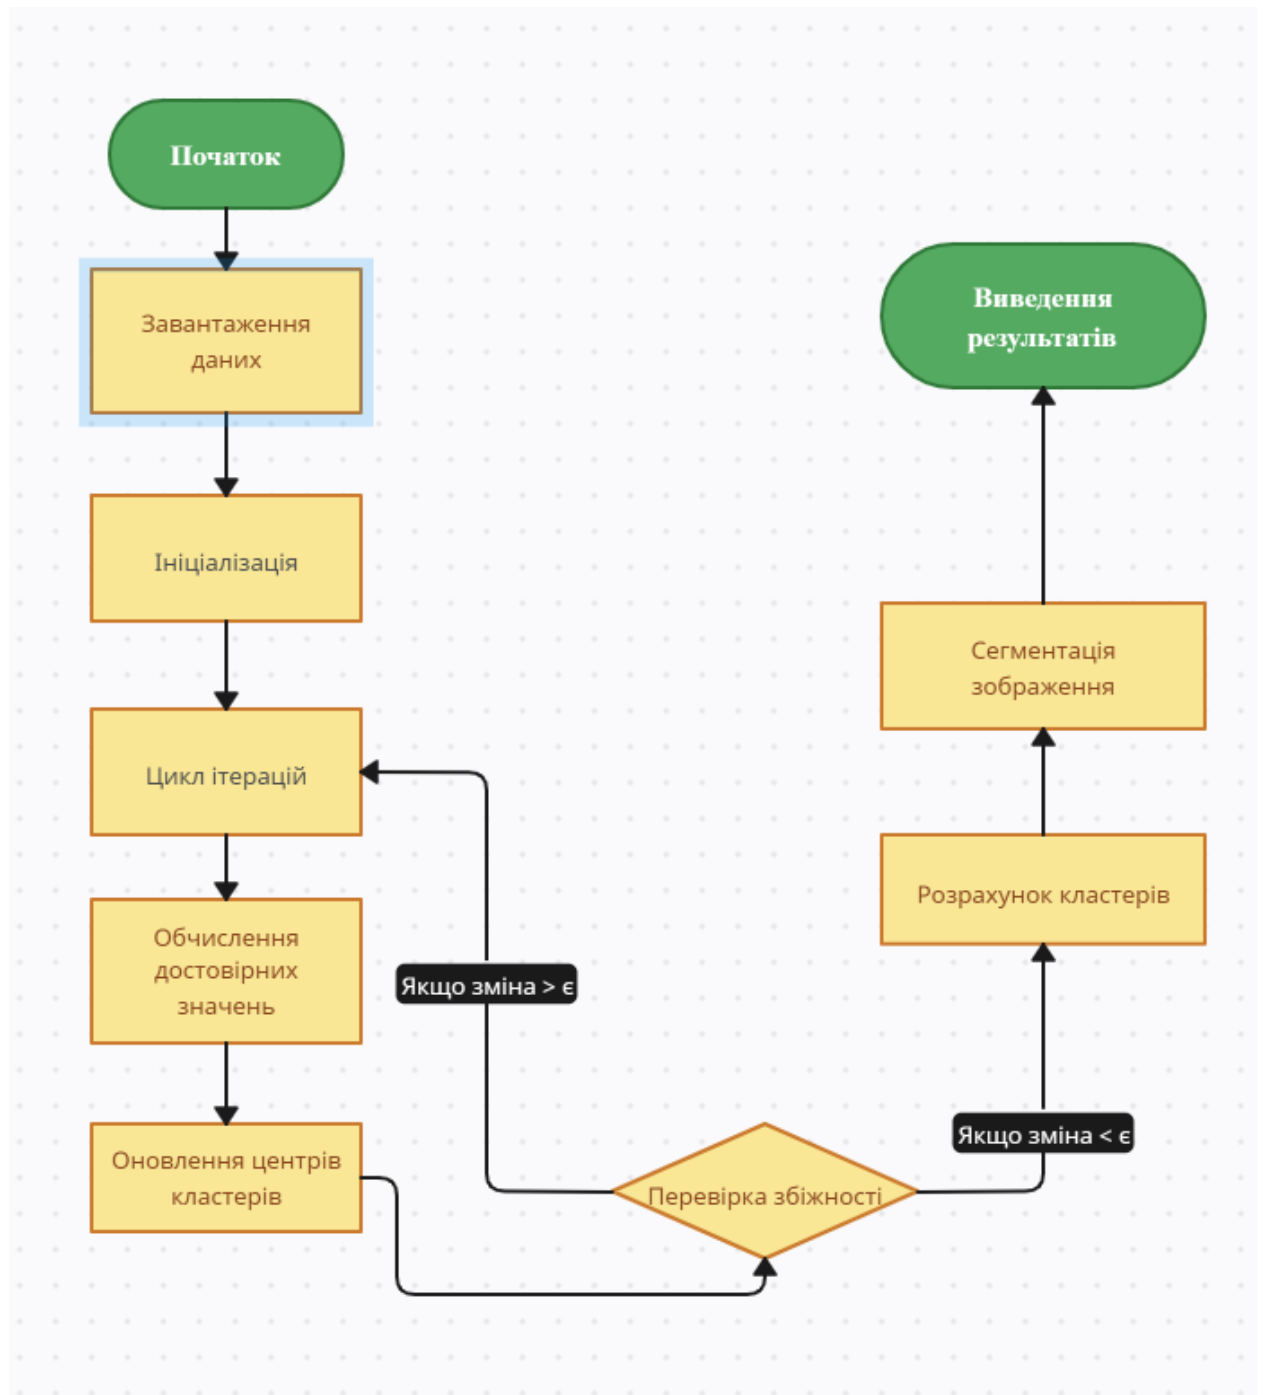 Початок
Завантаження
даних
Ініціалізація
Цикл ітерацій
Обчислення
достовірних
значень
Оновлення центрів
кластерів
Якщо зміна > є
Перевірка збіжності
Якщо зміна < є
Розрахунок кластерів
Сегментація
зображення
Виведення
результатів